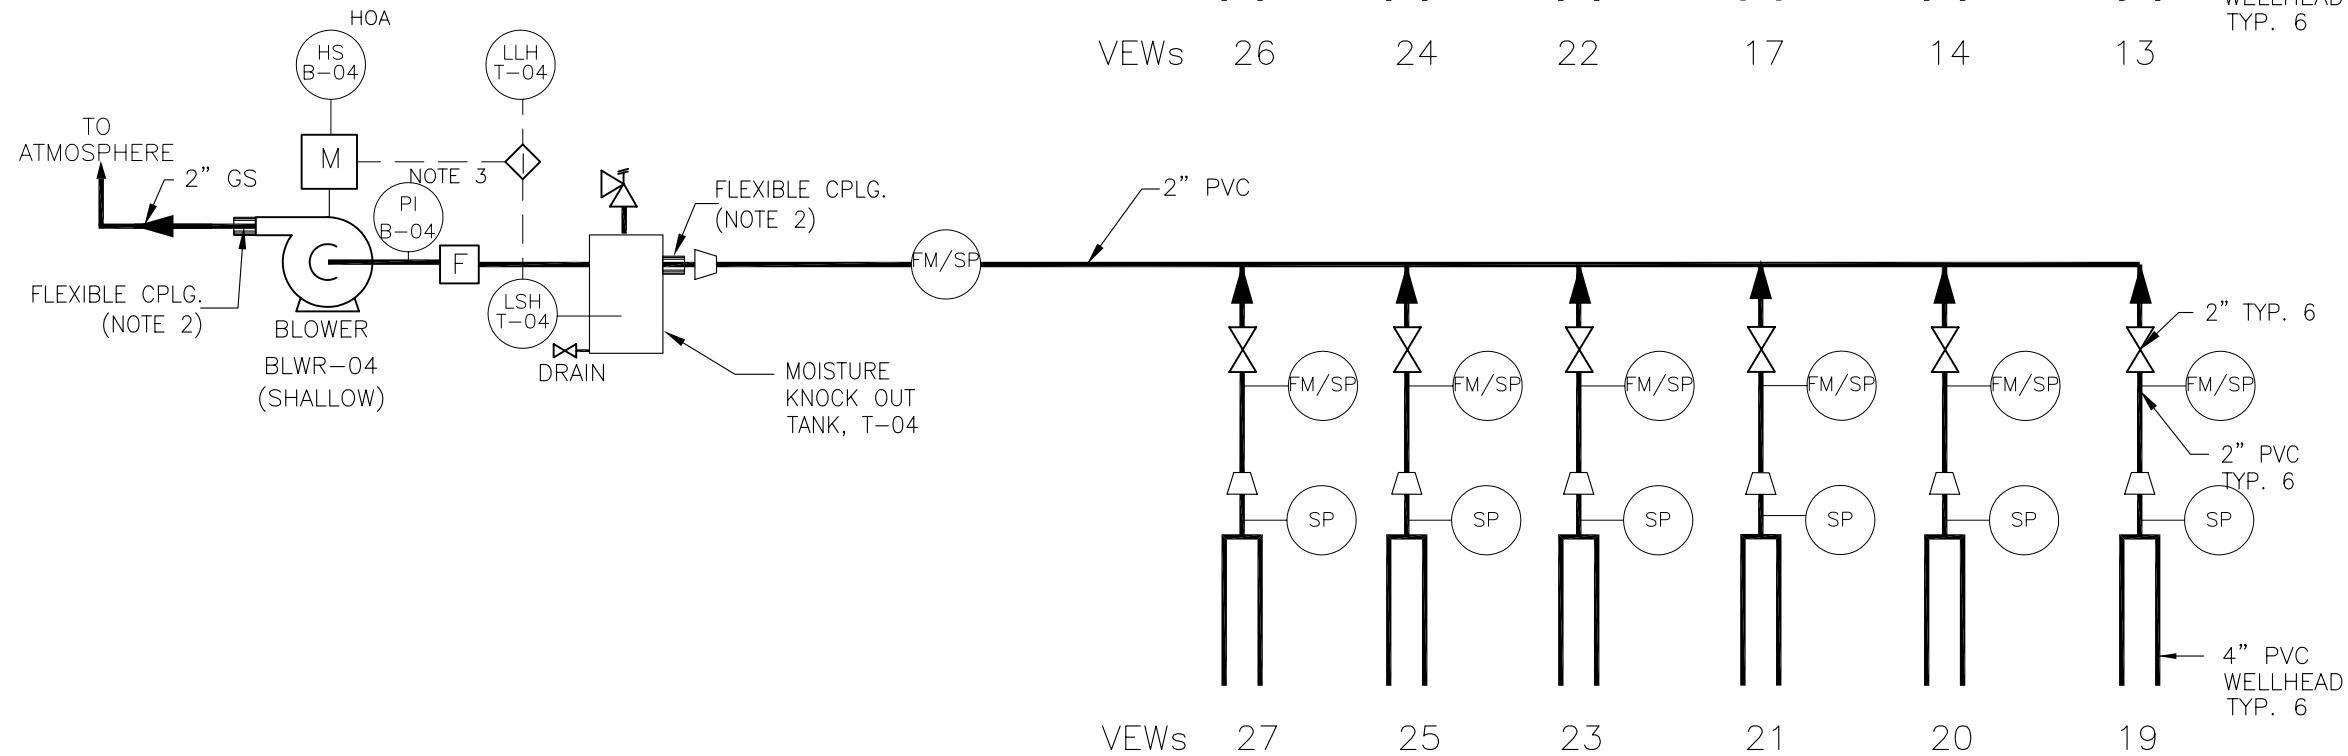 WELLHEAD
TYP. 6
VEWs 26 24 22 17 14 13
HOA
HS
B-04
LLH
T-04
TO
ATMOSPHERE
2” GS
M
NOTE 3
PI
B-04
F
FLEXIBLE CPLG.
(NOTE 2)
2” PVC
FM/SP
FLEXIBLE CPLG.
(NOTE 2)
LSH
T-04
BLOWER
BLWR-04
(SHALLOW)
DRAIN
MOISTURE
KNOCK OUT
TANK, T-04
2” TYP. 6
FM/SP FM/SP FM/SP FM/SP FM/SP FM/SP
2” PVC
TYP. 6
SP SP SP SP SP SP
4” PVC
WELLHEAD
TYP. 6
VEWs 27 25 23 21 20 19